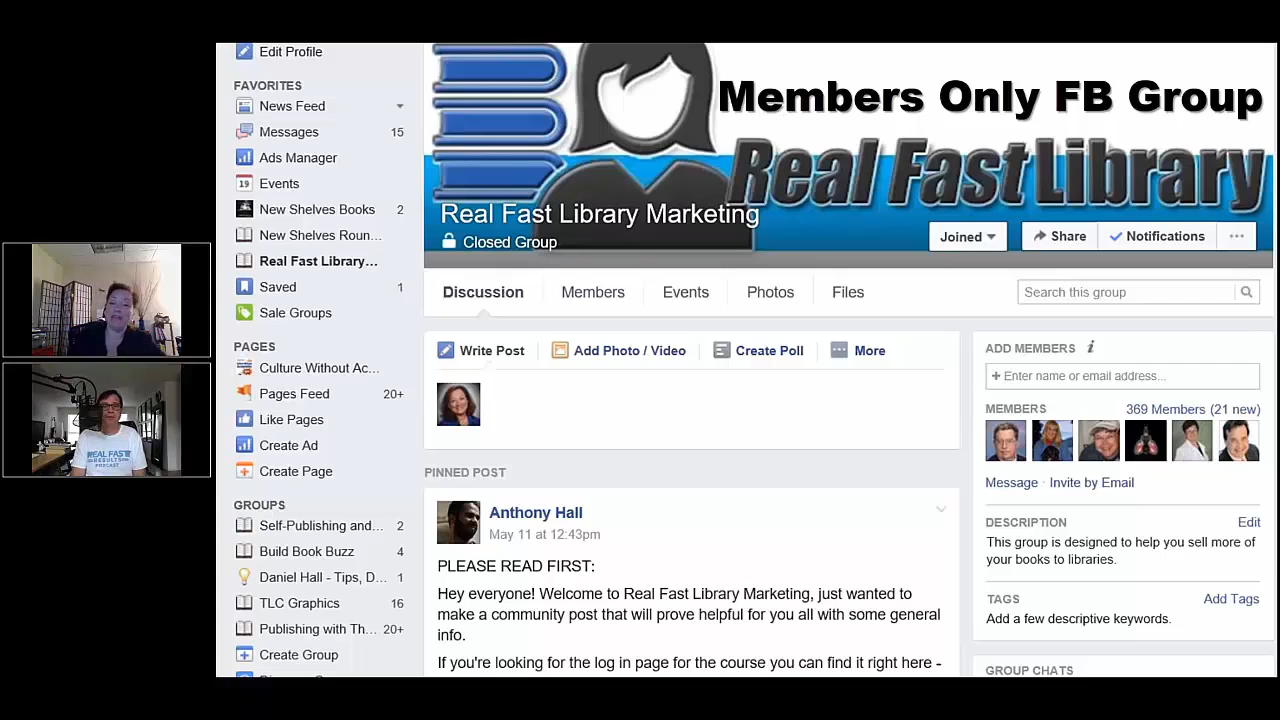 Edit Profile
FAVORITES
News Feed
Messages 15
Ads Manager
19 Events
New Shelves Books 2
New Shelves Roun...
Real Fast Library...
Saved 1
Sale Groups
PAGES
Culture Without Ac...
Pages Feed 20+
Like Pages
Create Ad
Create Page
GROUPS
Self-Publishing and... 2
Build Book Buzz 4
Daniel Hall - Tips, D... 1
TLC Graphics 16
Publishing with Th... 20+
Create Group
Members Only FB Group
Real Fast Library
Real Fast Library Marketing
Closed Group
Joined
Share
Notifications
Discussion Members Events Photos Files
Search this group
Write Post Add Photo / Video Create Poll More
PINNED POST
Anthony Hall
May 11 at 12:43pm
PLEASE READ FIRST:
Hey everyone! Welcome to Real Fast Library Marketing, just wanted to
make a community post that will prove helpful for you all with some general
info.
If you're looking for the log in page for the course you can find it right here -
ADD MEMBERS i
+ Enter name or email address...
MEMBERS 369 Members (21 new)
Message · Invite by Email
DESCRIPTION Edit
This group is designed to help you sell more of
your books to libraries.
TAGS Add Tags
Add a few descriptive keywords.
GROUP CHATS
REAL FAST
RESULTS
PODCAST